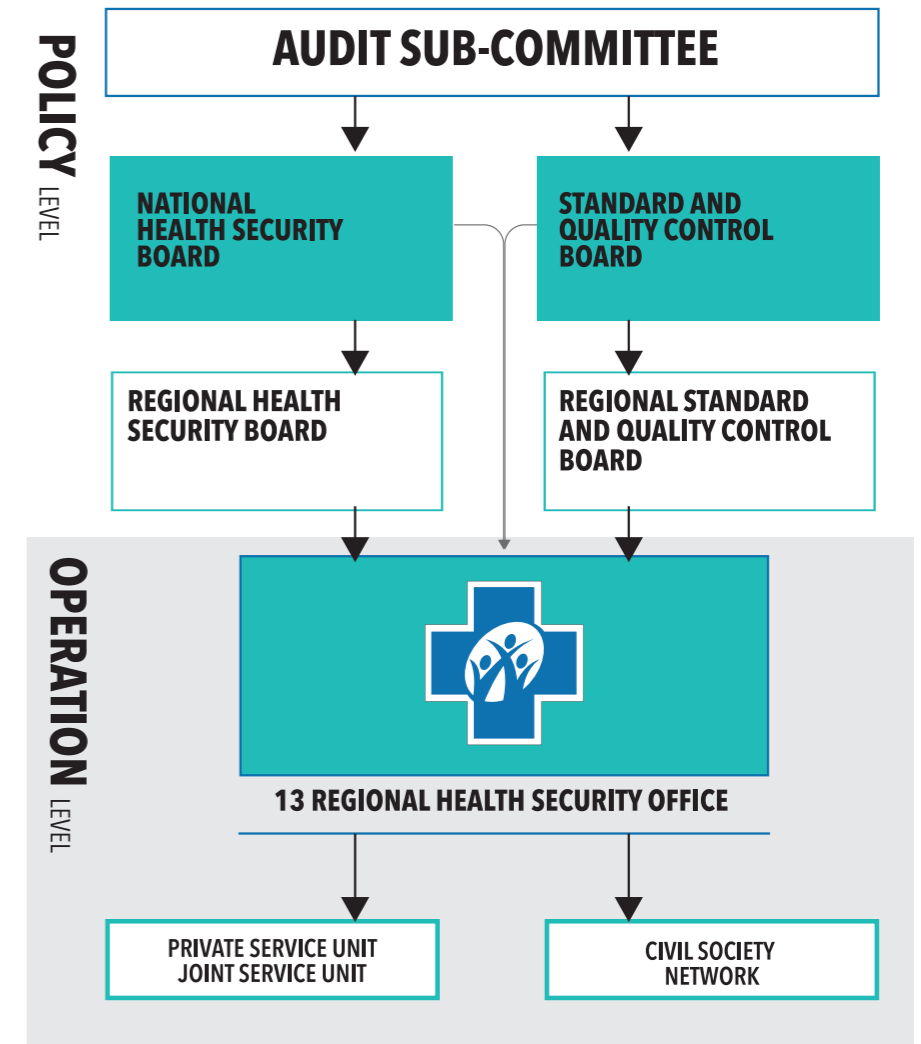 POLICY LEVEL
AUDIT SUB-COMMITTEE
NATIONAL
HEALTH SECURITY
BOARD
STANDARD AND
QUALITY CONTROL
BOARD
REGIONAL HEALTH
SECURITY BOARD
REGIONAL STANDARD
AND QUALITY CONTROL
BOARD
OPERATION LEVEL
13 REGIONAL HEALTH SECURITY OFFICE
PRIVATE SERVICE UNIT
JOINT SERVICE UNIT
CIVIL SOCIETY
NETWORK